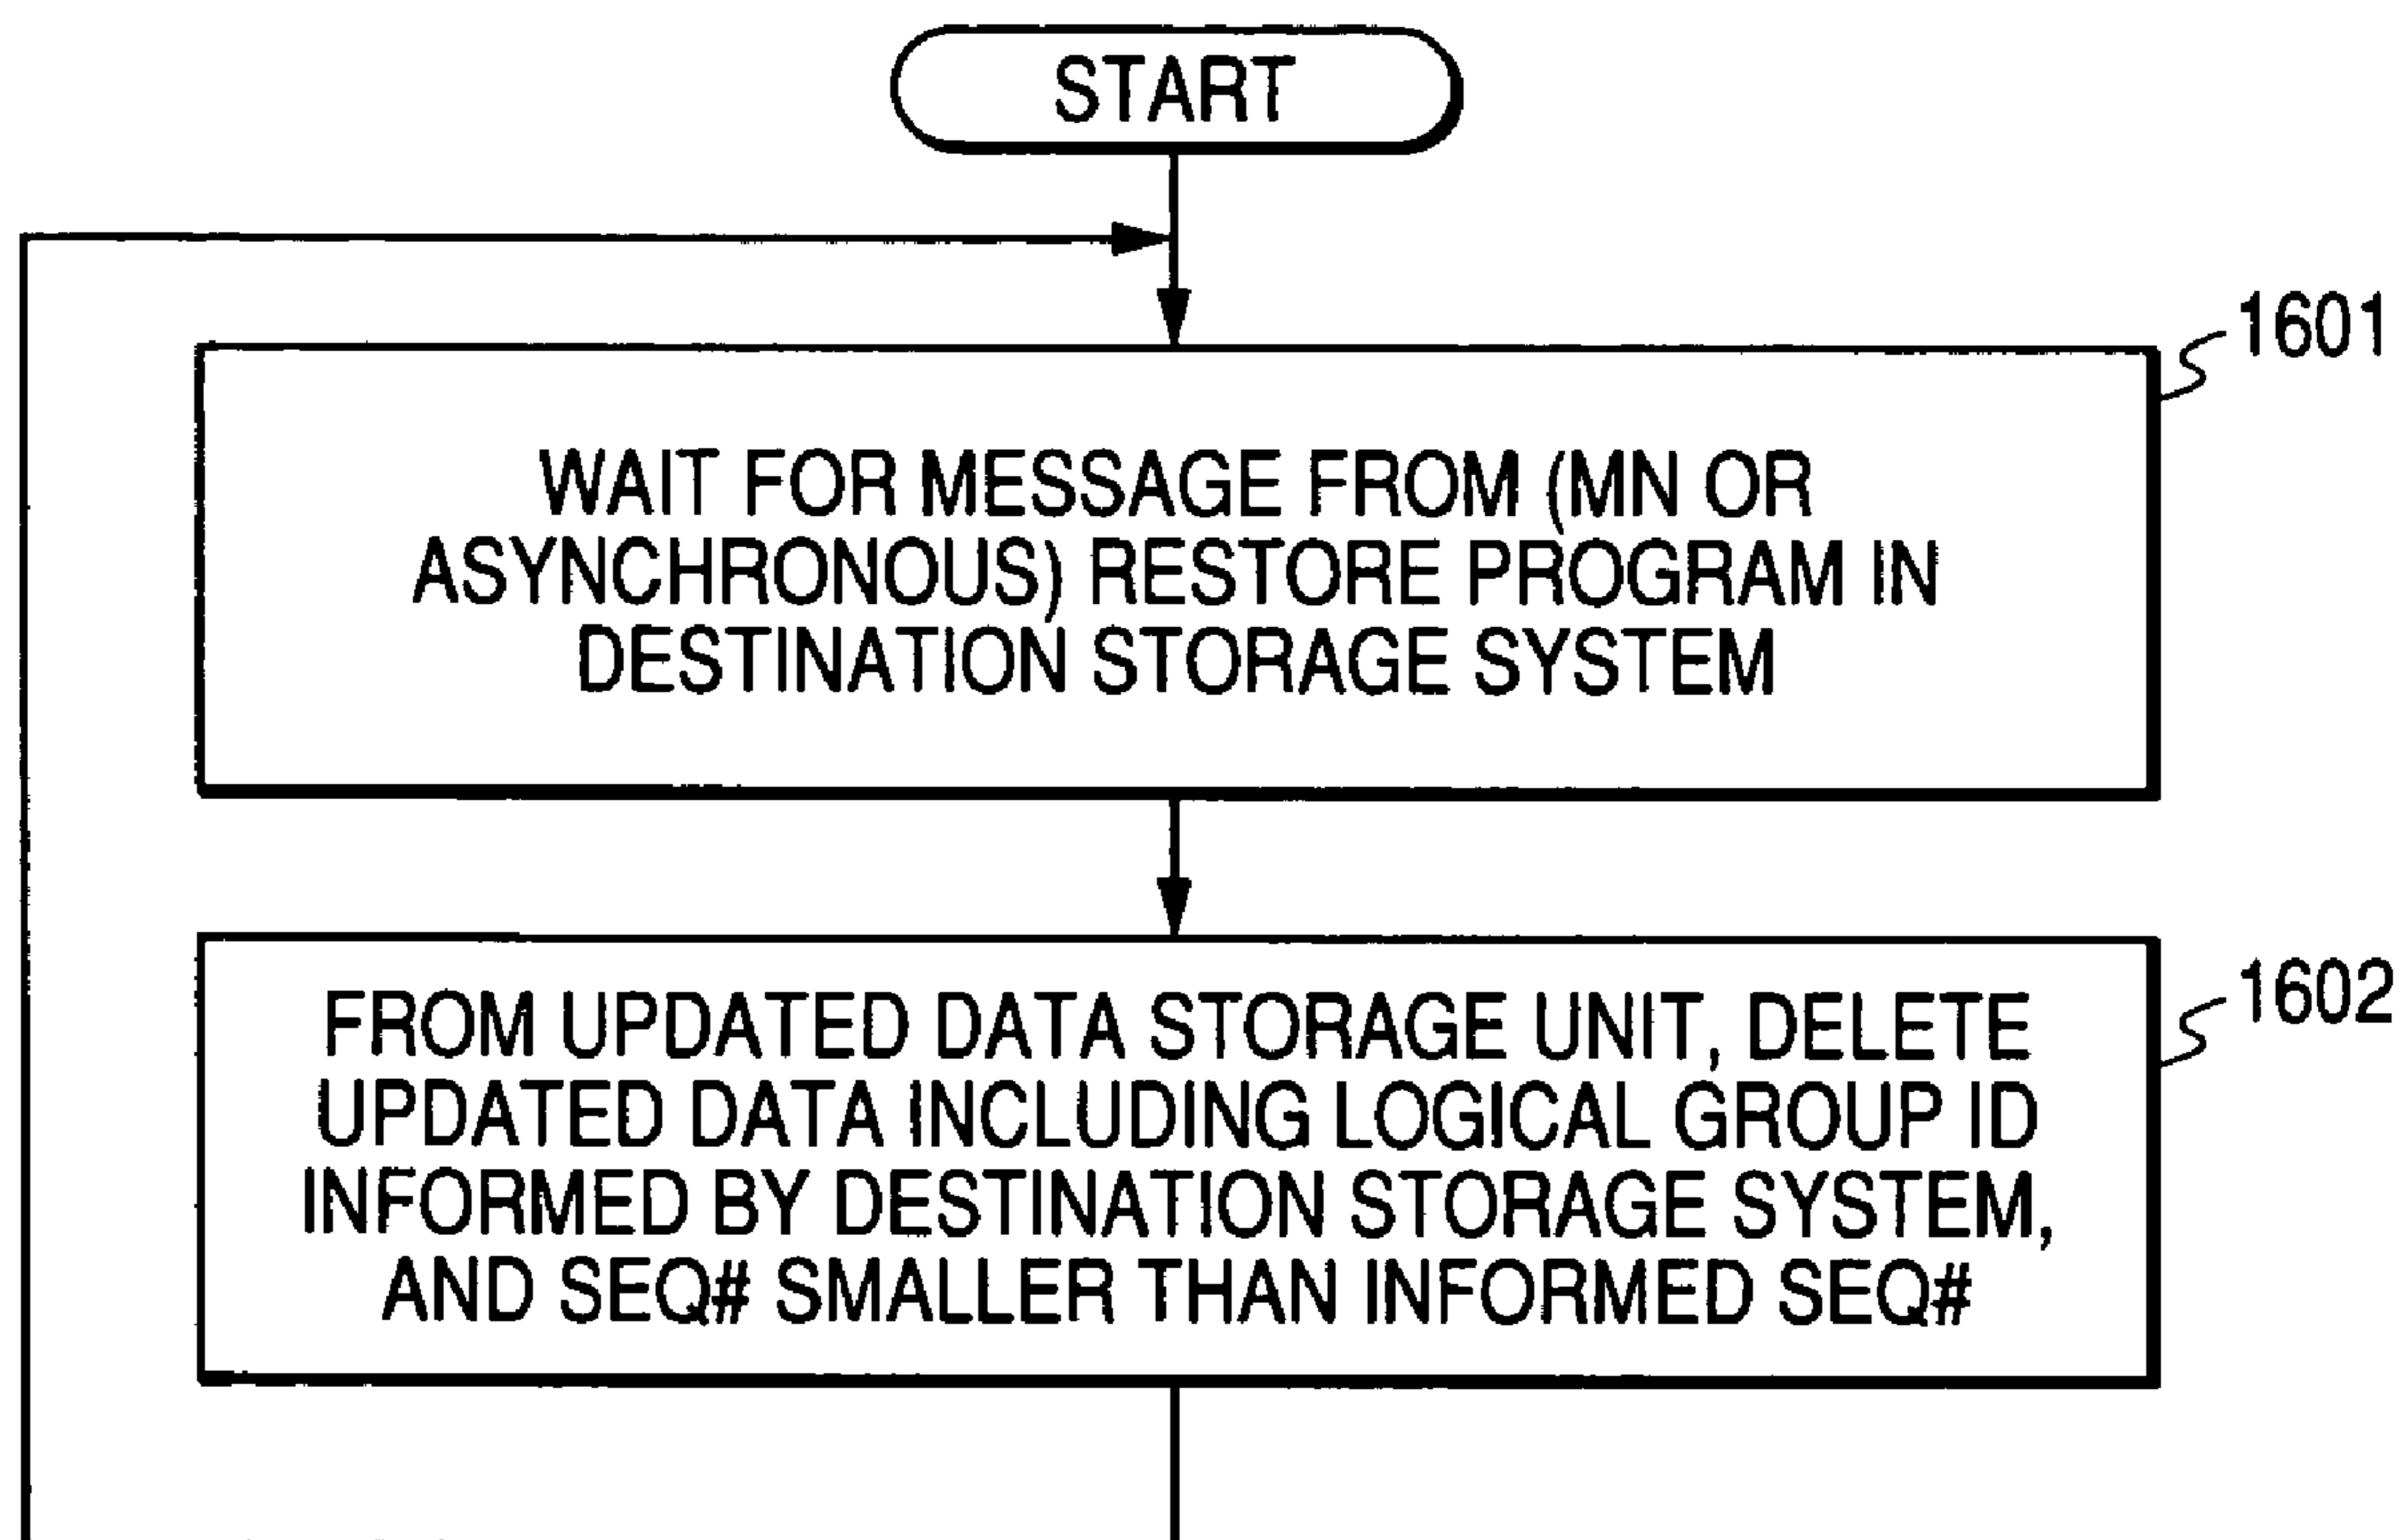 START
1601
WAIT FOR MESSAGE FROM (MN OR
ASYNCHRONOUS) RESTORE PROGRAM IN
DESTINATION STORAGE SYSTEM
1602
FROM UPDATED DATA STORAGE UNIT, DELETE
UPDATED DATA INCLUDING LOGICAL GROUP ID
INFORMED BY DESTINATION STORAGE SYSTEM,
AND SEQ# SMALLER THAN INFORMED SEQ#